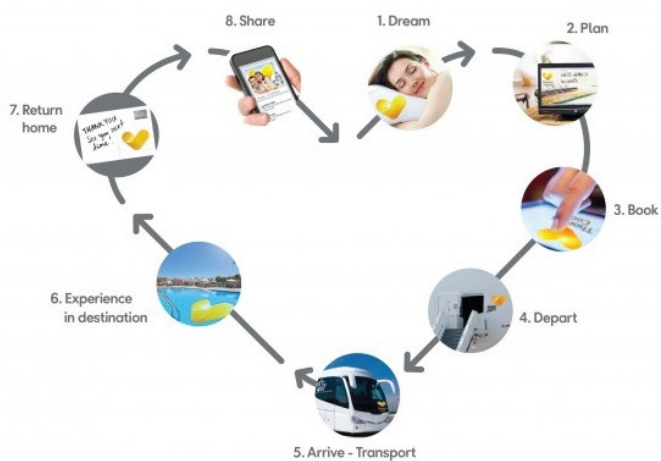 8. Share
1. Dream
2. Plan
7. Return
home
THANK YOU
See you next
time...
3. Book
6. Experience
in destination
4. Depart
5. Arrive - Transport